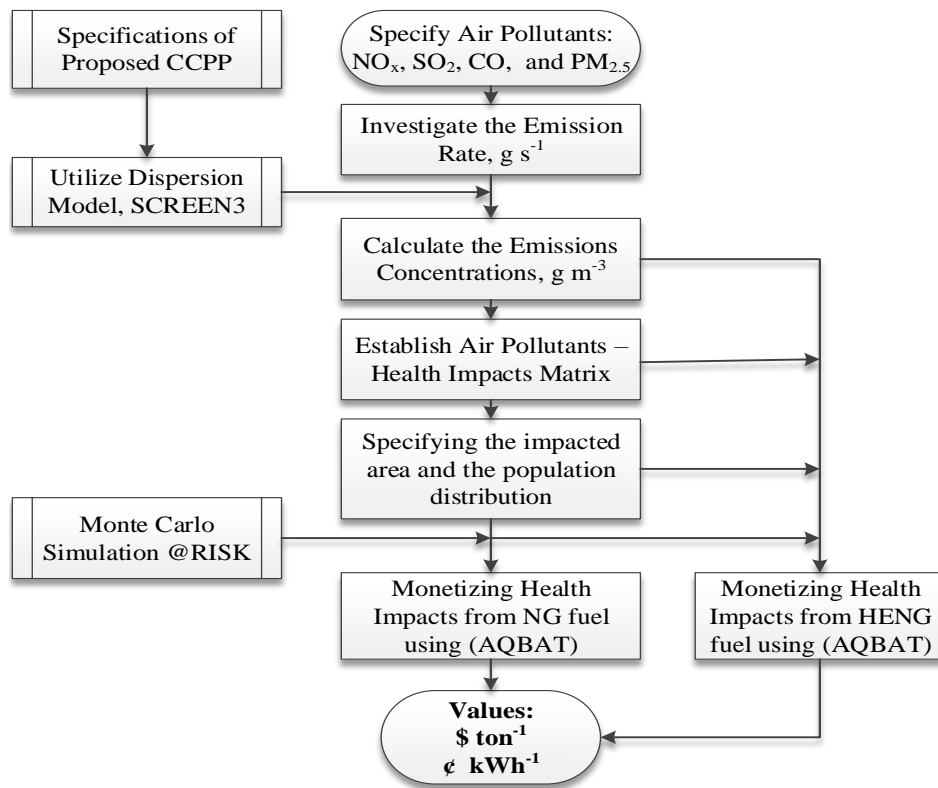 Specifications of
Proposed CCPP
Specify Air Pollutants:
NOₓ, SO₂, CO, and PM₂.₅
Investigate the Emission
Rate, g s⁻¹
Utilize Dispersion
Model, SCREEN3
Calculate the Emissions
Concentrations, g m⁻³
Establish Air Pollutants –
Health Impacts Matrix
Specifying the impacted
area and the population
distribution
Monte Carlo
Simulation @RISK
Monetizing Health
Impacts from NG fuel
using (AQBAT)
Monetizing Health
Impacts from HENG
fuel using (AQBAT)
Values:
$ ton⁻¹
¢ kWh⁻¹